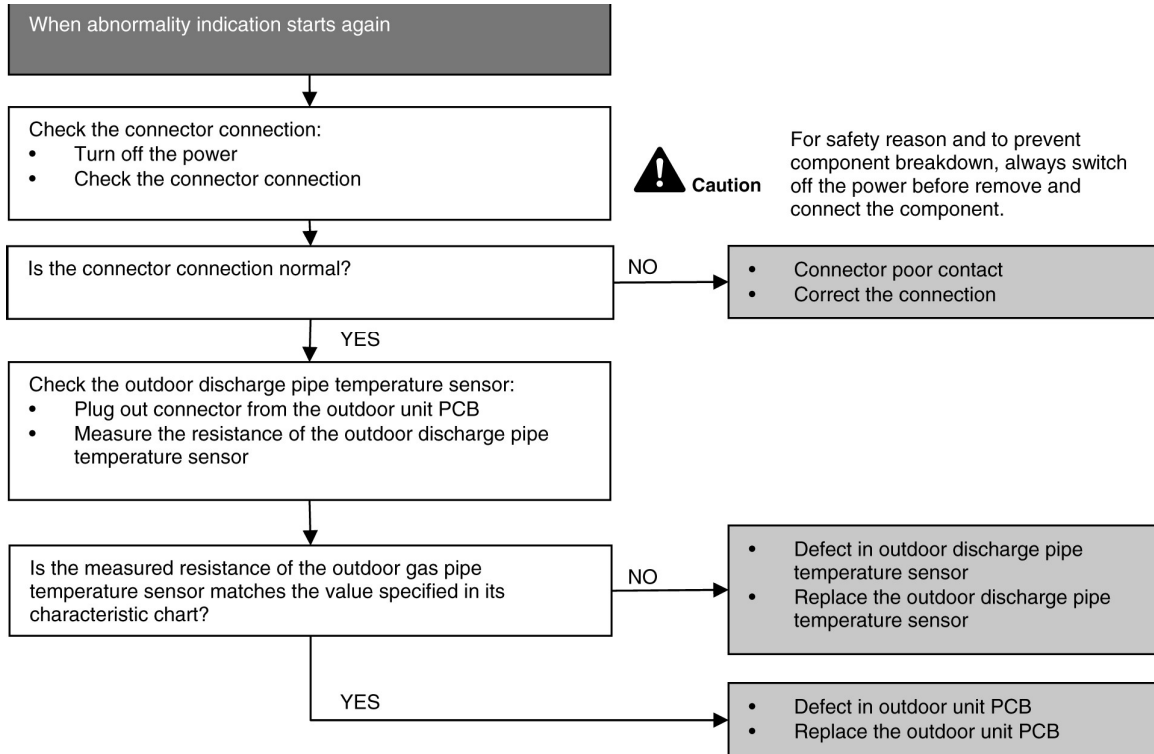 When abnormality indication starts again
Check the connector connection:
• Turn off the power
• Check the connector connection
Caution
For safety reason and to prevent
component breakdown, always switch
off the power before remove and
connect the component.
Is the connector connection normal?
NO
• Connector poor contact
• Correct the connection
YES
Check the outdoor discharge pipe temperature sensor:
• Plug out connector from the outdoor unit PCB
• Measure the resistance of the outdoor discharge pipe
temperature sensor
Is the measured resistance of the outdoor gas pipe
temperature sensor matches the value specified in its
characteristic chart?
NO
• Defect in outdoor discharge pipe
temperature sensor
• Replace the outdoor discharge pipe
temperature sensor
YES
• Defect in outdoor unit PCB
• Replace the outdoor unit PCB